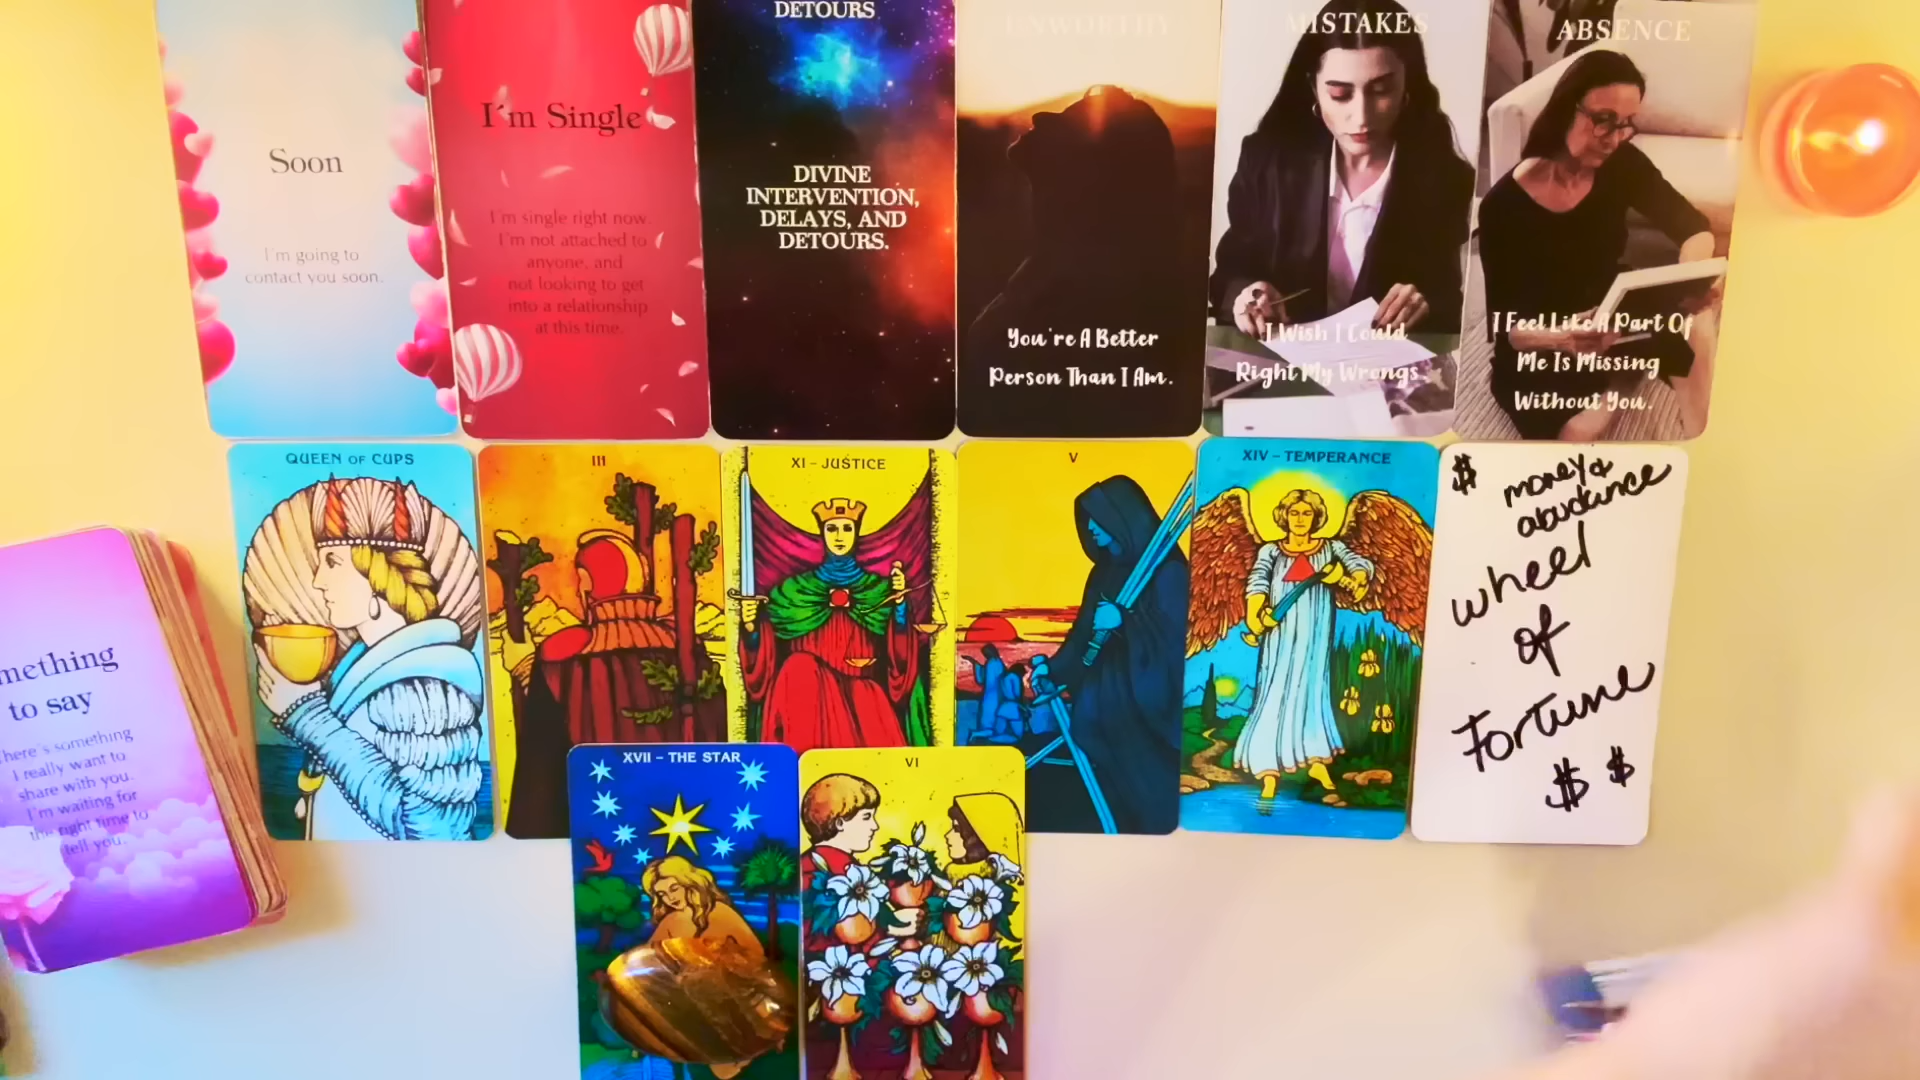 Soon
I'm going to
contact you soon.
I'm Single
I'm single right now.
I'm not attached to
anyone, and
not looking to get
into a relationship
at this time.
DETOURS
DIVINE
INTERVENTION,
DELAYS, AND
DETOURS.
UNWORTHY
You're A Better
Person Than I Am.
MISTAKES
I Wish I Could
Right My Wrongs.
ABSENCE
I Feel Like A Part Of
Me Is Missing
Without You.
QUEEN OF CUPS
III
XI – JUSTICE
V
XIV – TEMPERANCE
$ money &
abudance
wheel
of
Fortune
$ $
mething
to say
There's something
I really want to
share with you.
I'm waiting for
the right time to
tell you.
XVII – THE STAR
VI